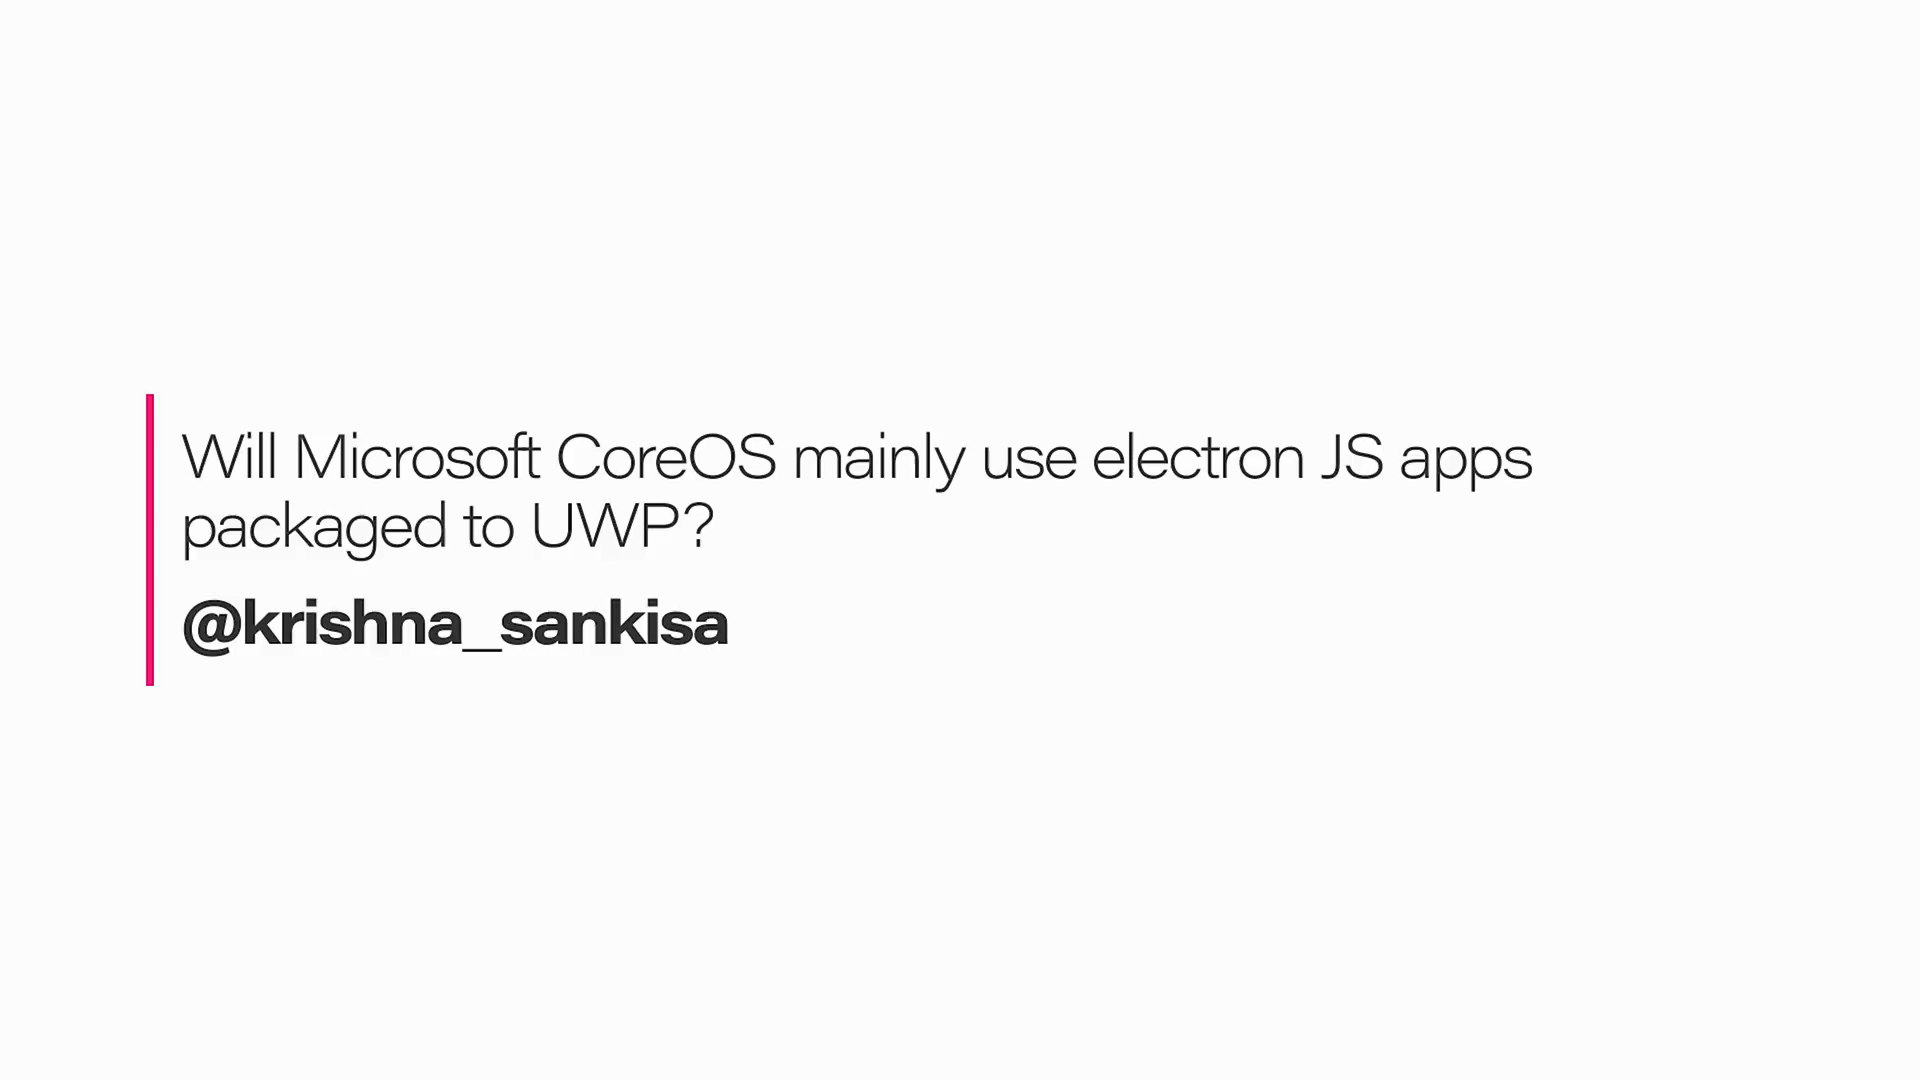 Will Microsoft CoreOS mainly use electron JS apps
packaged to UWP?
@krishna_sankisa